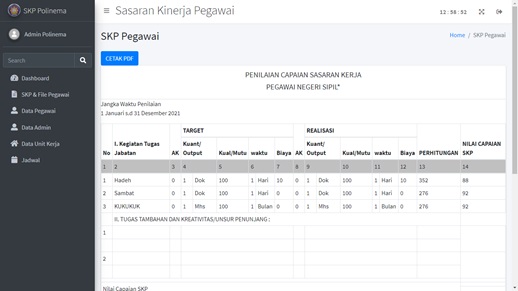 SKP Polinema
Sasaran Kinerja Pegawai
12 : 58 : 52
Admin Polinema
SKP Pegawai
Home / SKP Pegawai
Search
CETAK PDF
Dashboard
SKP & File Pegawai
Data Pegawai
Data Admin
Data Unit Kerja
Jadwal
PENILAIAN CAPAIAN SASARAN KERJA
PEGAWAI NEGERI SIPIL"
Jangka Waktu Penilaian
1 Januari s.d 31 Desember 2021
TARGET REALISASI
No I. Kegiatan Tugas Jabatan AK Kuant/ Output Kual/Mutu waktu Biaya AK Kuant/ Output Kual/Mutu waktu Biaya PERHITUNGAN NILAI CAPAIAN SKP
1 2 3 4 5 6 7 8 9 10 11 12 13 14
1 Hadeh 0 1 Dok 100 1 Hari 10 0 1 Dok 100 1 Hari 10 352 88
2 Sambat 0 1 Dok 100 1 Hari 0 0 1 Dok 100 1 Hari 0 276 92
3 KUKUKUK 0 1 Mhs 100 1 Bulan 0 0 1 Mhs 100 1 Bulan 0 276 92
II. TUGAS TAMBAHAN DAN KREATIVITAS/UNSUR PENUNJANG :
1
2
Nilai Capaian SKP